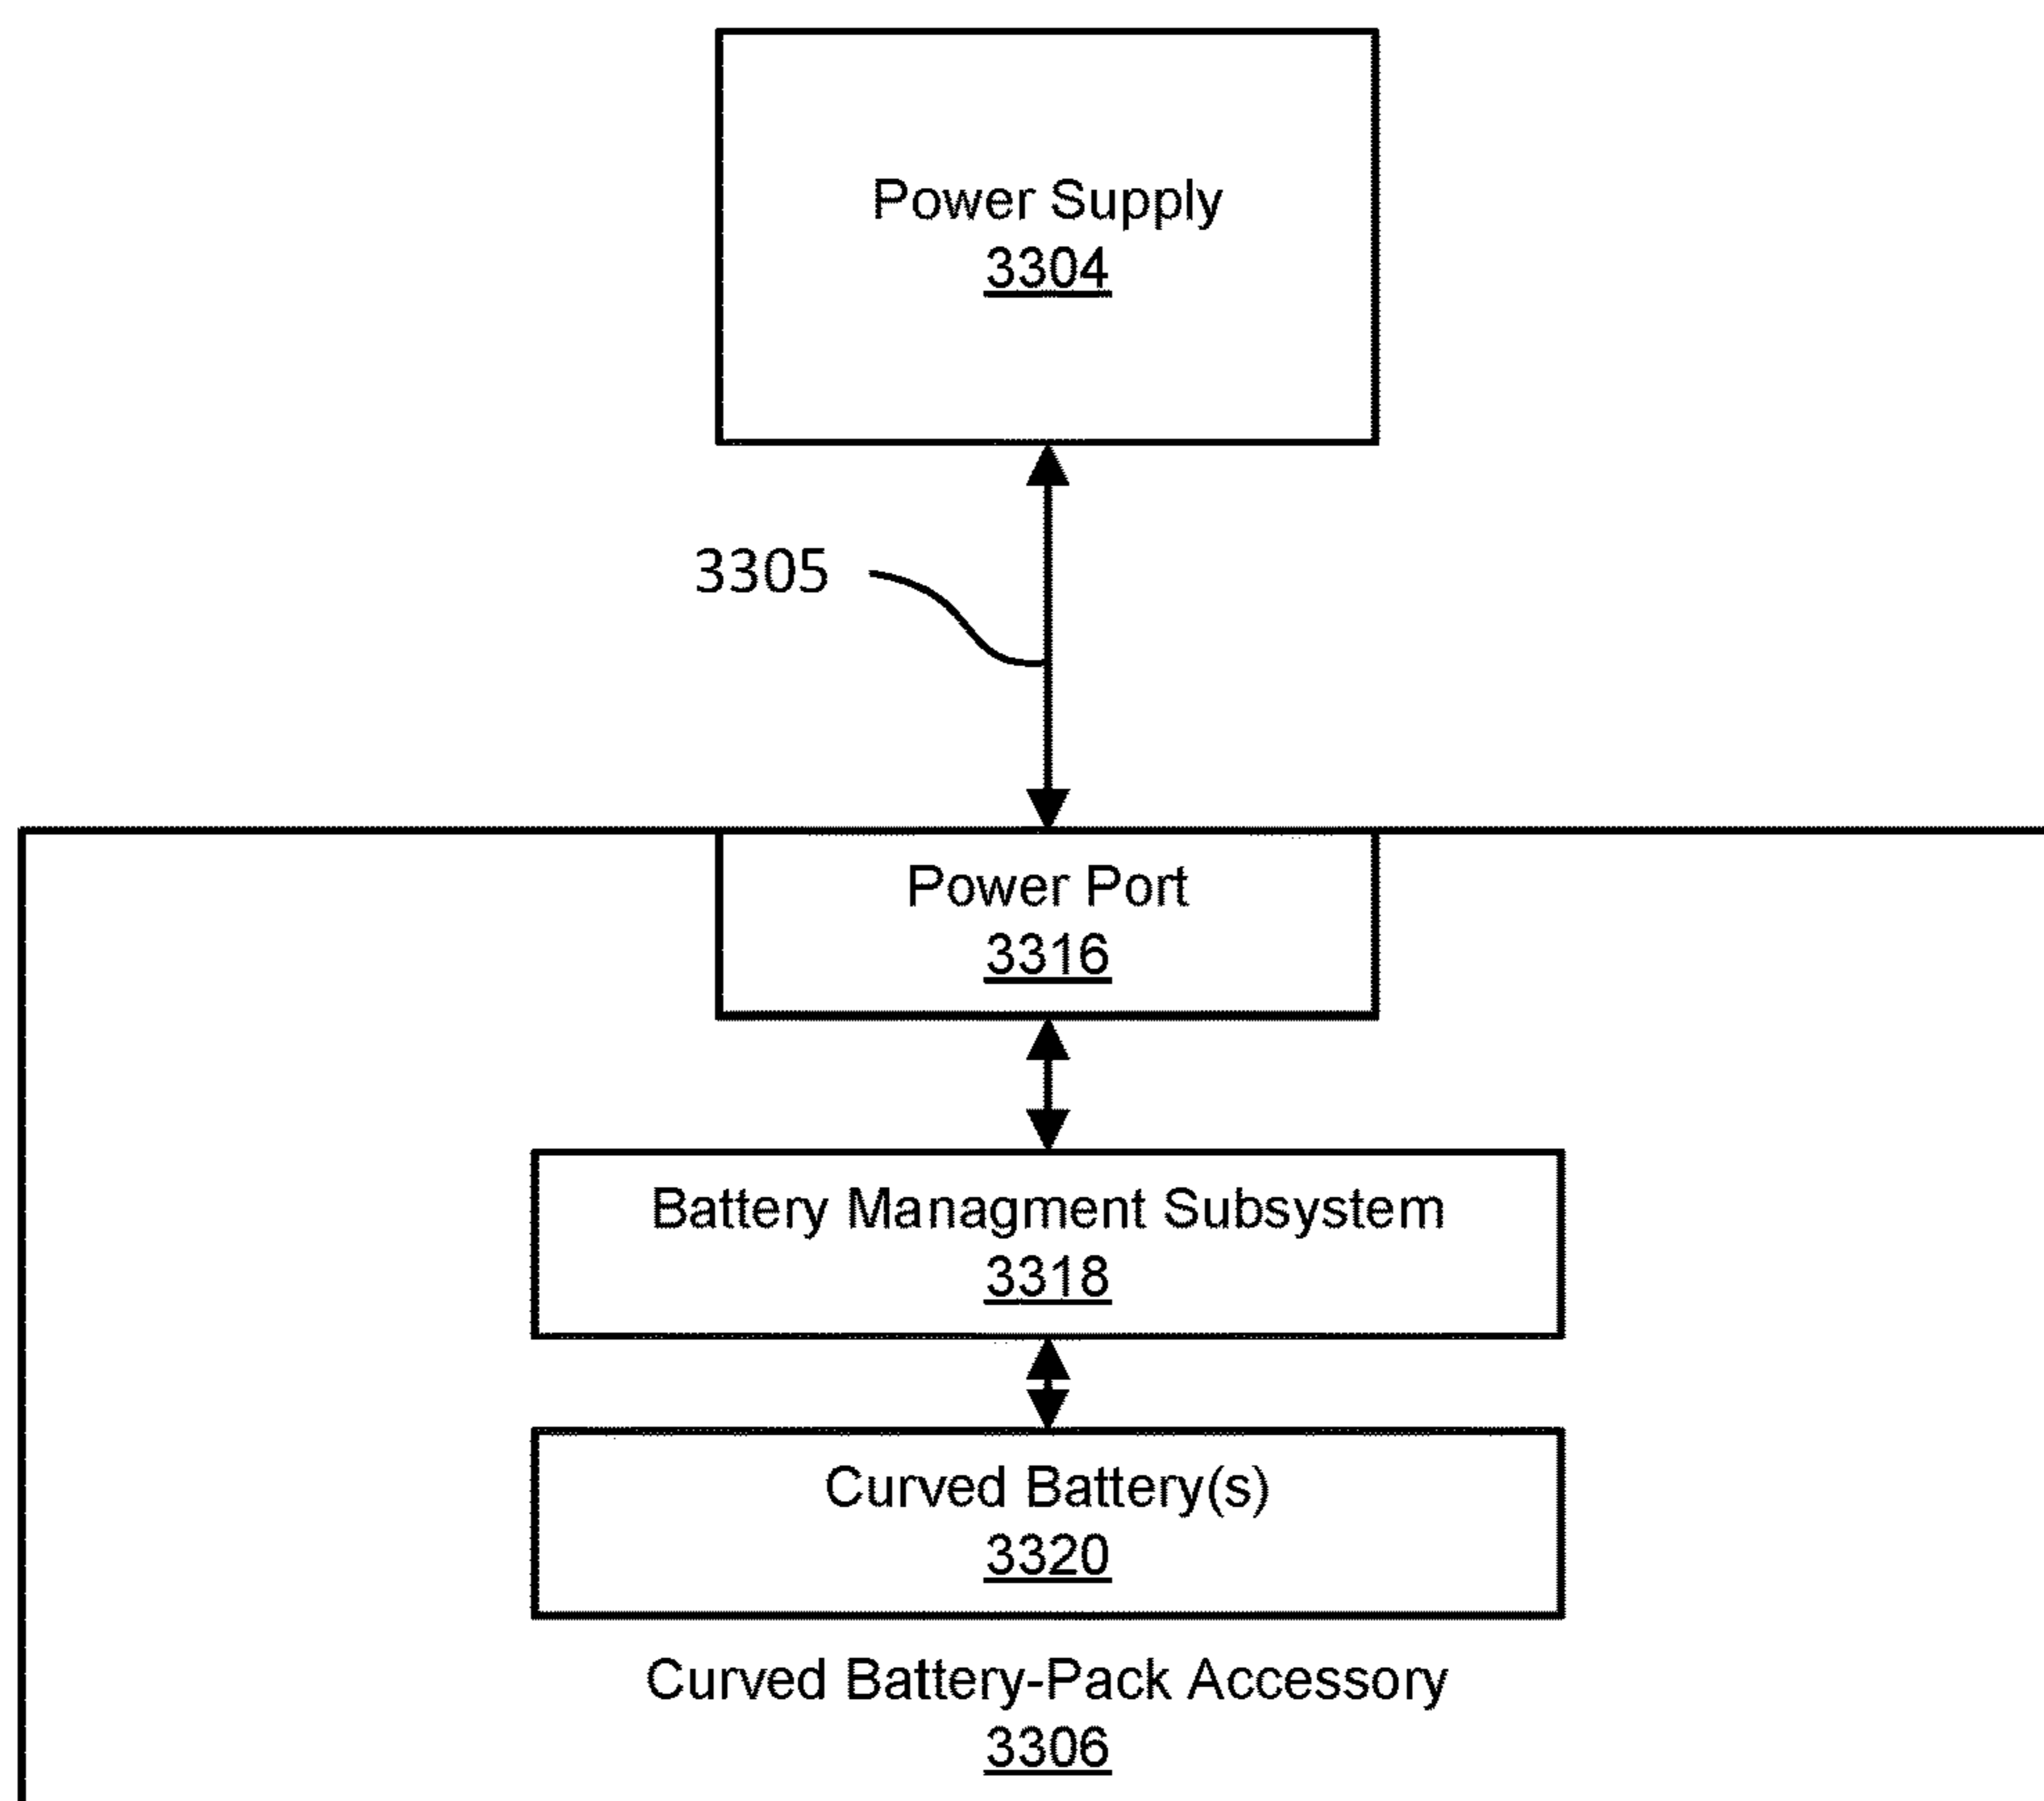 Power Supply
3304
3305
Power Port
3316
Battery Managment Subsystem
3318
Curved Battery(s)
3320
Curved Battery-Pack Accessory
3306